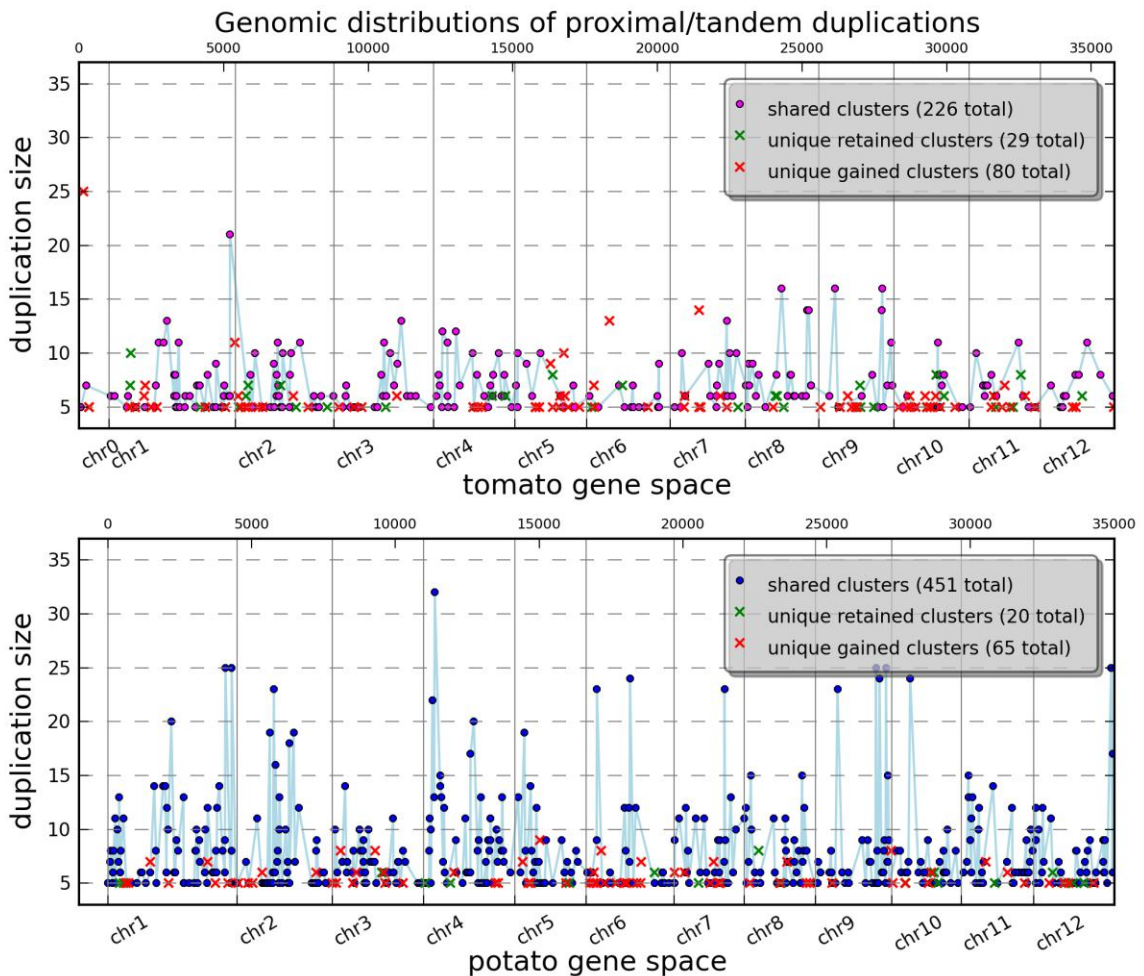 Genomic distributions of proximal/tandem duplications
0 5000 10000 15000 20000 25000 30000 35000
duplication size
35
30
25
20
15
10
5
shared clusters (226 total)
unique retained clusters (29 total)
unique gained clusters (80 total)
chr0 chr1 chr2 chr3 chr4 chr5 chr6 chr7 chr8 chr9 chr10 chr11 chr12
tomato gene space
0 5000 10000 15000 20000 25000 30000 35000
duplication size
35
30
25
20
15
10
5
shared clusters (451 total)
unique retained clusters (20 total)
unique gained clusters (65 total)
chr1 chr2 chr3 chr4 chr5 chr6 chr7 chr8 chr9 chr10 chr11 chr12
potato gene space